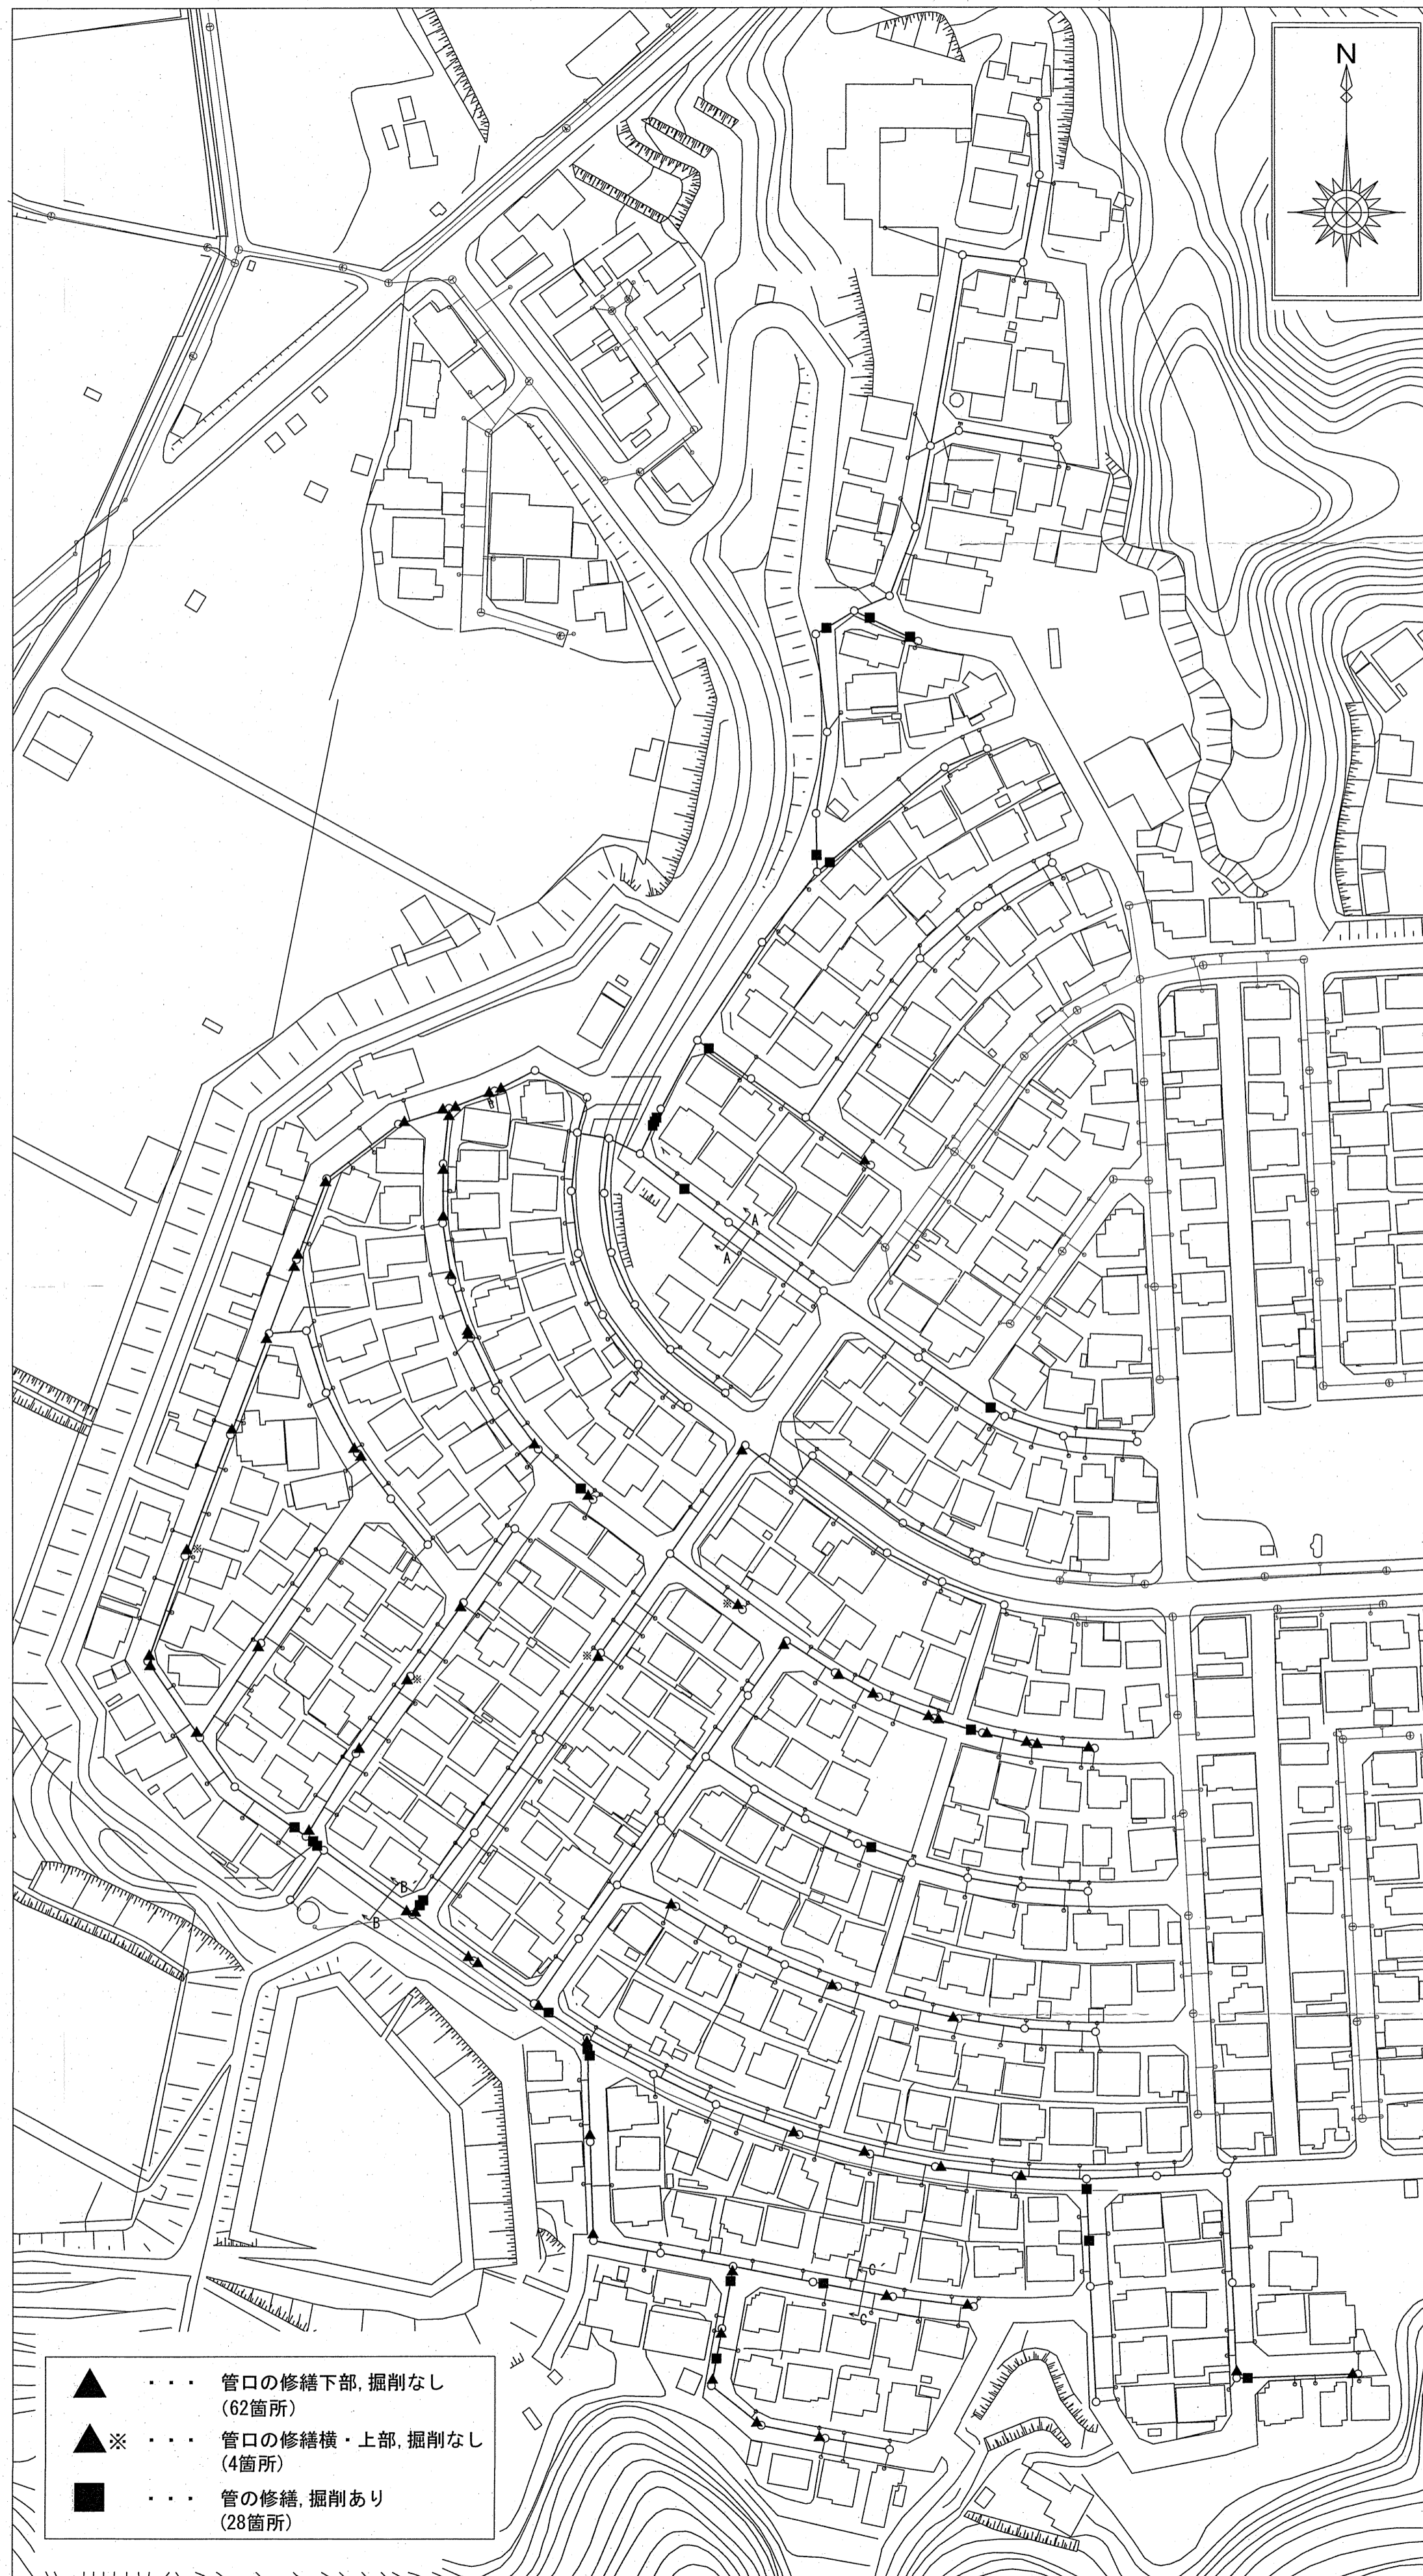 N
A
A
B
B
C'
C
▲ ・・・ 管口の修繕下部,掘削なし
(62箇所)
▲※ ・・・ 管口の修繕横・上部,掘削なし
(4箇所)
■ ・・・ 管の修繕,掘削あり
(28箇所)
※
※
※
※